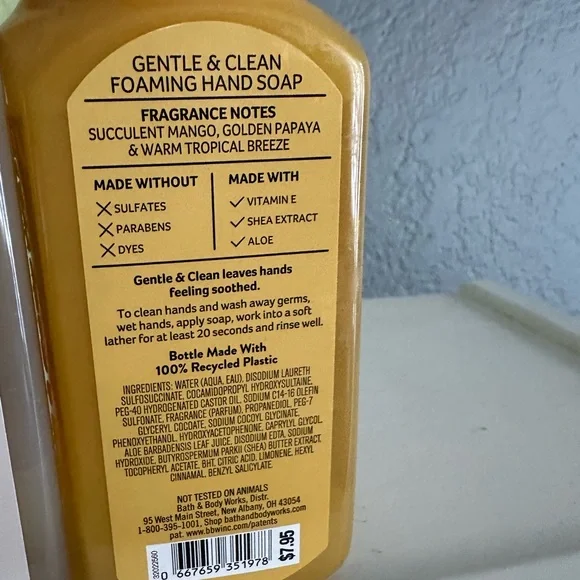 GENTLE & CLEAN
FOAMING HAND SOAP
FRAGRANCE NOTES
SUCCULENT MANGO, GOLDEN PAPAYA
& WARM TROPICAL BREEZE
MADE WITHOUT
SULFATES
PARABENS
DYES
MADE WITH
VITAMIN E
SHEA EXTRACT
ALOE
Gentle & Clean leaves hands
feeling soothed.
To clean hands and wash away germs,
wet hands, apply soap, work into a soft
lather for at least 20 seconds and rinse well.
Bottle Made With
100% Recycled Plastic
INGREDIENTS: WATER (AQUA, EAU), DISODIUM LAURETH
SULFOSUCCINATE, COCAMIDOPROPYL HYDROXYSULTAINE,
PEG-40 HYDROGENATED CASTOR OIL, SODIUM C14-16 OLEFIN
SULFONATE, FRAGRANCE (PARFUM), PROPANEDIOL, PEG-7
GLYCERYL COCOATE, SODIUM COCOYL GLYCINATE,
PHENOXYETHANOL, HYDROXYACETOPHENONE, CAPRYLYL GLYCOL,
ALOE BARBADENSIS LEAF JUICE, DISODIUM EDTA, SODIUM
HYDROXIDE, BUTYROSPERMUM PARKII (SHEA) BUTTER EXTRACT,
TOCOPHERYL ACETATE, BHT, CITRIC ACID, LIMONENE, HEXYL
CINNAMAL, BENZYL SALICYLATE.
NOT TESTED ON ANIMALS
Bath & Body Works, Distr.
95 West Main Street, New Albany, OH 43054
1-800-395-1001, Shop bathandbodyworks.com
pat. www.bbwinc.com/patents
30222560
0 667659 351978
$7.95